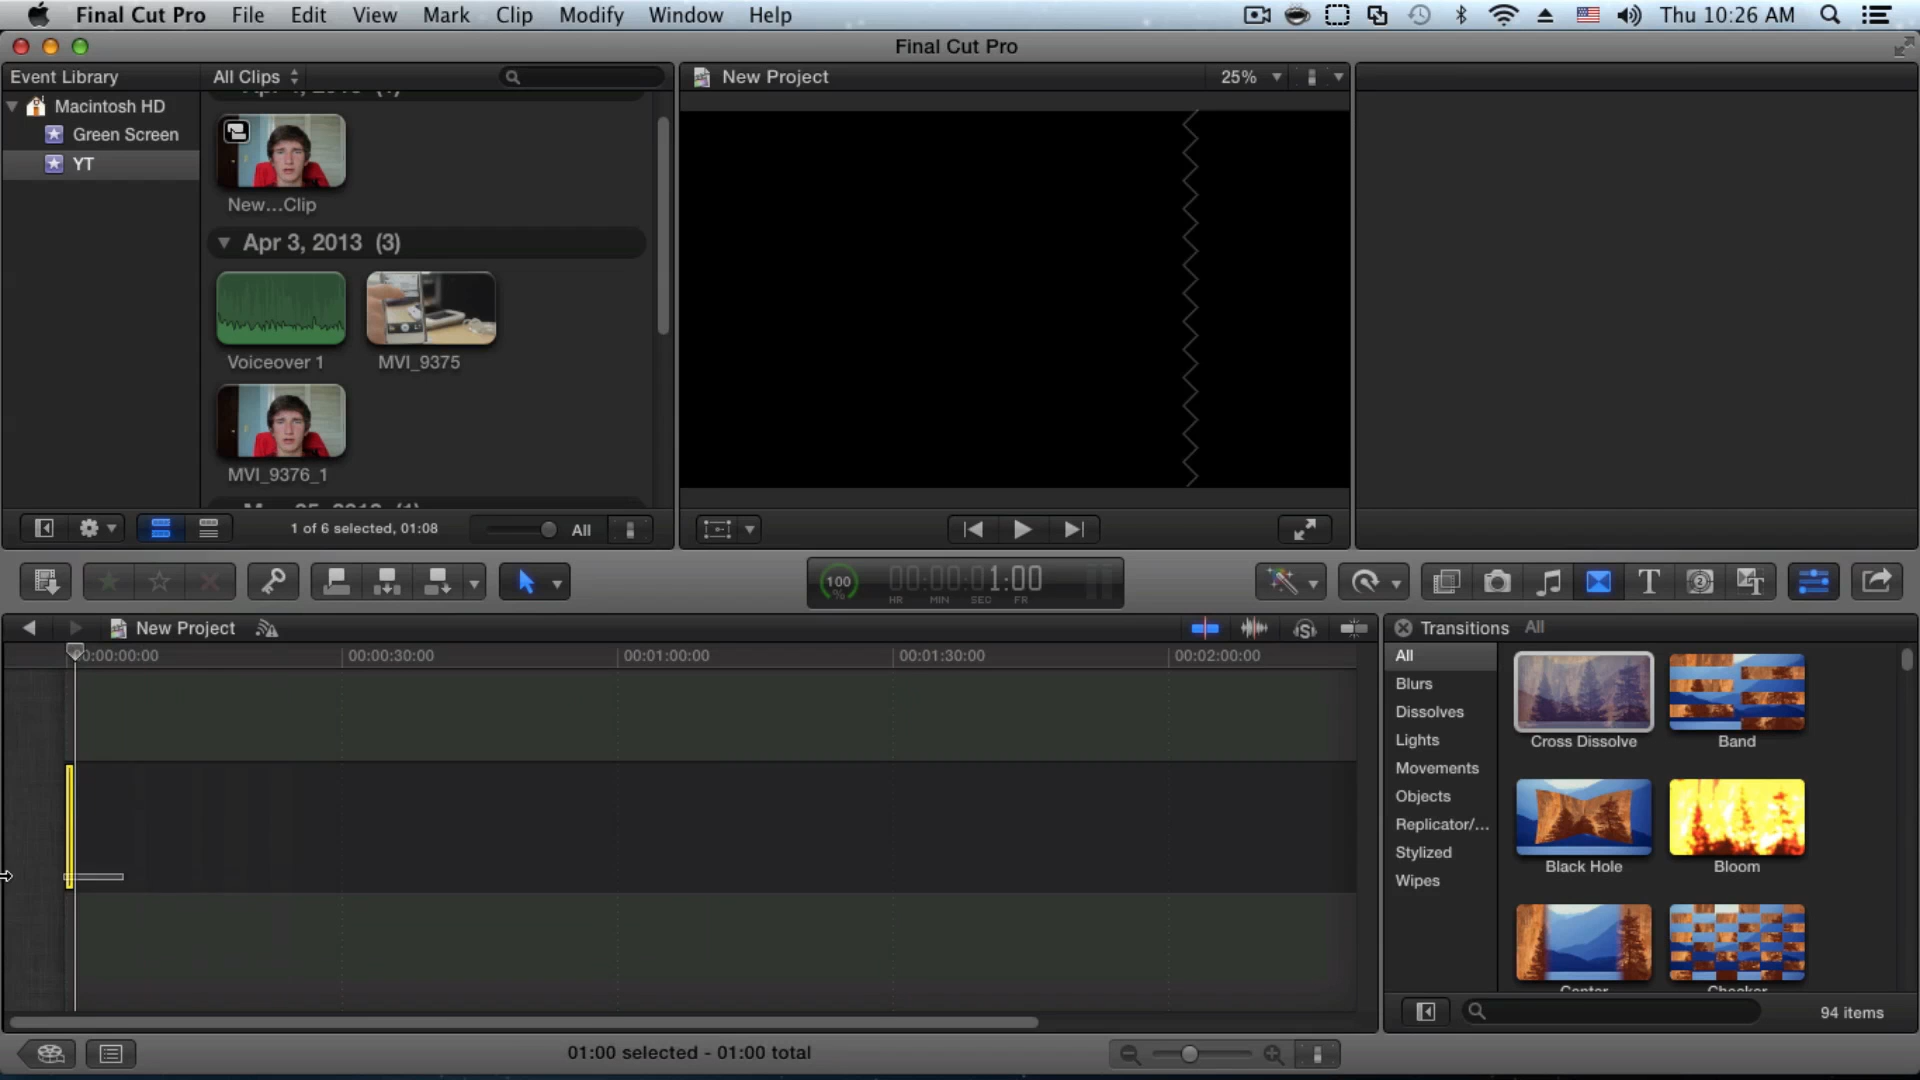 Final Cut Pro File Edit View Mark Clip Modify Window Help
Thu 10:26 AM
Final Cut Pro
Event Library
All Clips
Macintosh HD
Green Screen
YT
New...Clip
Apr 3, 2013 (3)
Voiceover 1
MVI_9375
MVI_9376_1
1 of 6 selected, 01:08
All
New Project
25%
100
%
00:00:01:00
HR MIN SEC FR
New Project
00:00:30:00
00:01:00:00
00:01:30:00
00:02:00:00
Transitions All
All
Blurs
Dissolves
Lights
Movements
Objects
Replicator/...
Stylized
Wipes
Cross Dissolve
Band
Black Hole
Bloom
94 items
01:00 selected - 01:00 total